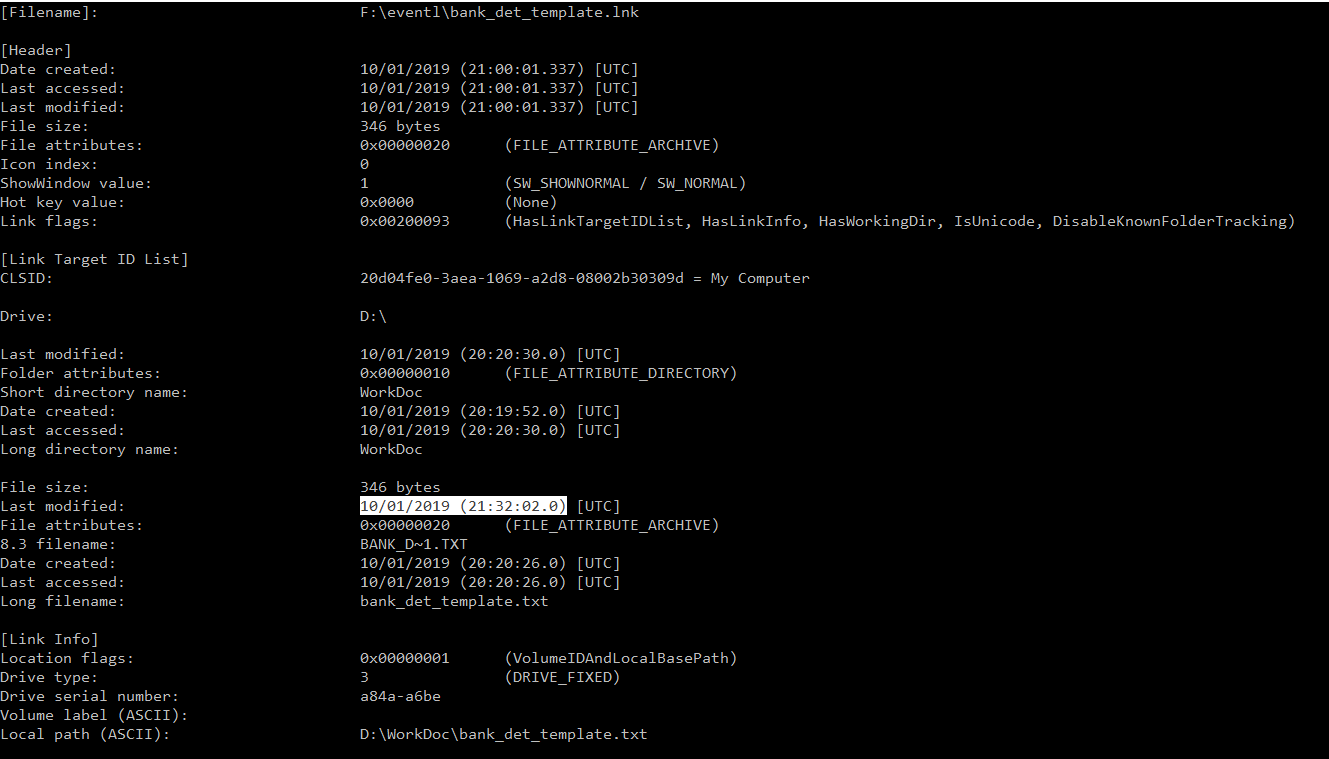 [Filename]: F:\eventl\bank_det_template.lnk
[Header]
Date created: 10/01/2019 (21:00:01.337) [UTC]
Last accessed: 10/01/2019 (21:00:01.337) [UTC]
Last modified: 10/01/2019 (21:00:01.337) [UTC]
File size: 346 bytes
File attributes: 0x00000020 (FILE_ATTRIBUTE_ARCHIVE)
Icon index: 0
ShowWindow value: 1 (SW_SHOWNORMAL / SW_NORMAL)
Hot key value: 0x0000 (None)
Link flags: 0x00200093 (HasLinkTargetIDList, HasLinkInfo, HasWorkingDir, IsUnicode, DisableKnownFolderTracking)
[Link Target ID List]
CLSID: 20d04fe0-3aea-1069-a2d8-08002b30309d = My Computer
Drive: D:\
Last modified: 10/01/2019 (20:20:30.0) [UTC]
Folder attributes: 0x00000010 (FILE_ATTRIBUTE_DIRECTORY)
Short directory name: WorkDoc
Date created: 10/01/2019 (20:19:52.0) [UTC]
Last accessed: 10/01/2019 (20:20:30.0) [UTC]
Long directory name: WorkDoc
File size: 346 bytes
Last modified: 10/01/2019 (21:32:02.0) [UTC]
File attributes: 0x00000020 (FILE_ATTRIBUTE_ARCHIVE)
8.3 filename: BANK_D~1.TXT
Date created: 10/01/2019 (20:20:26.0) [UTC]
Last accessed: 10/01/2019 (20:20:26.0) [UTC]
Long filename: bank_det_template.txt
[Link Info]
Location flags: 0x00000001 (VolumeIDAndLocalBasePath)
Drive type: 3 (DRIVE_FIXED)
Drive serial number: a84a-a6be
Volume label (ASCII):
Local path (ASCII): D:\WorkDoc\bank_det_template.txt